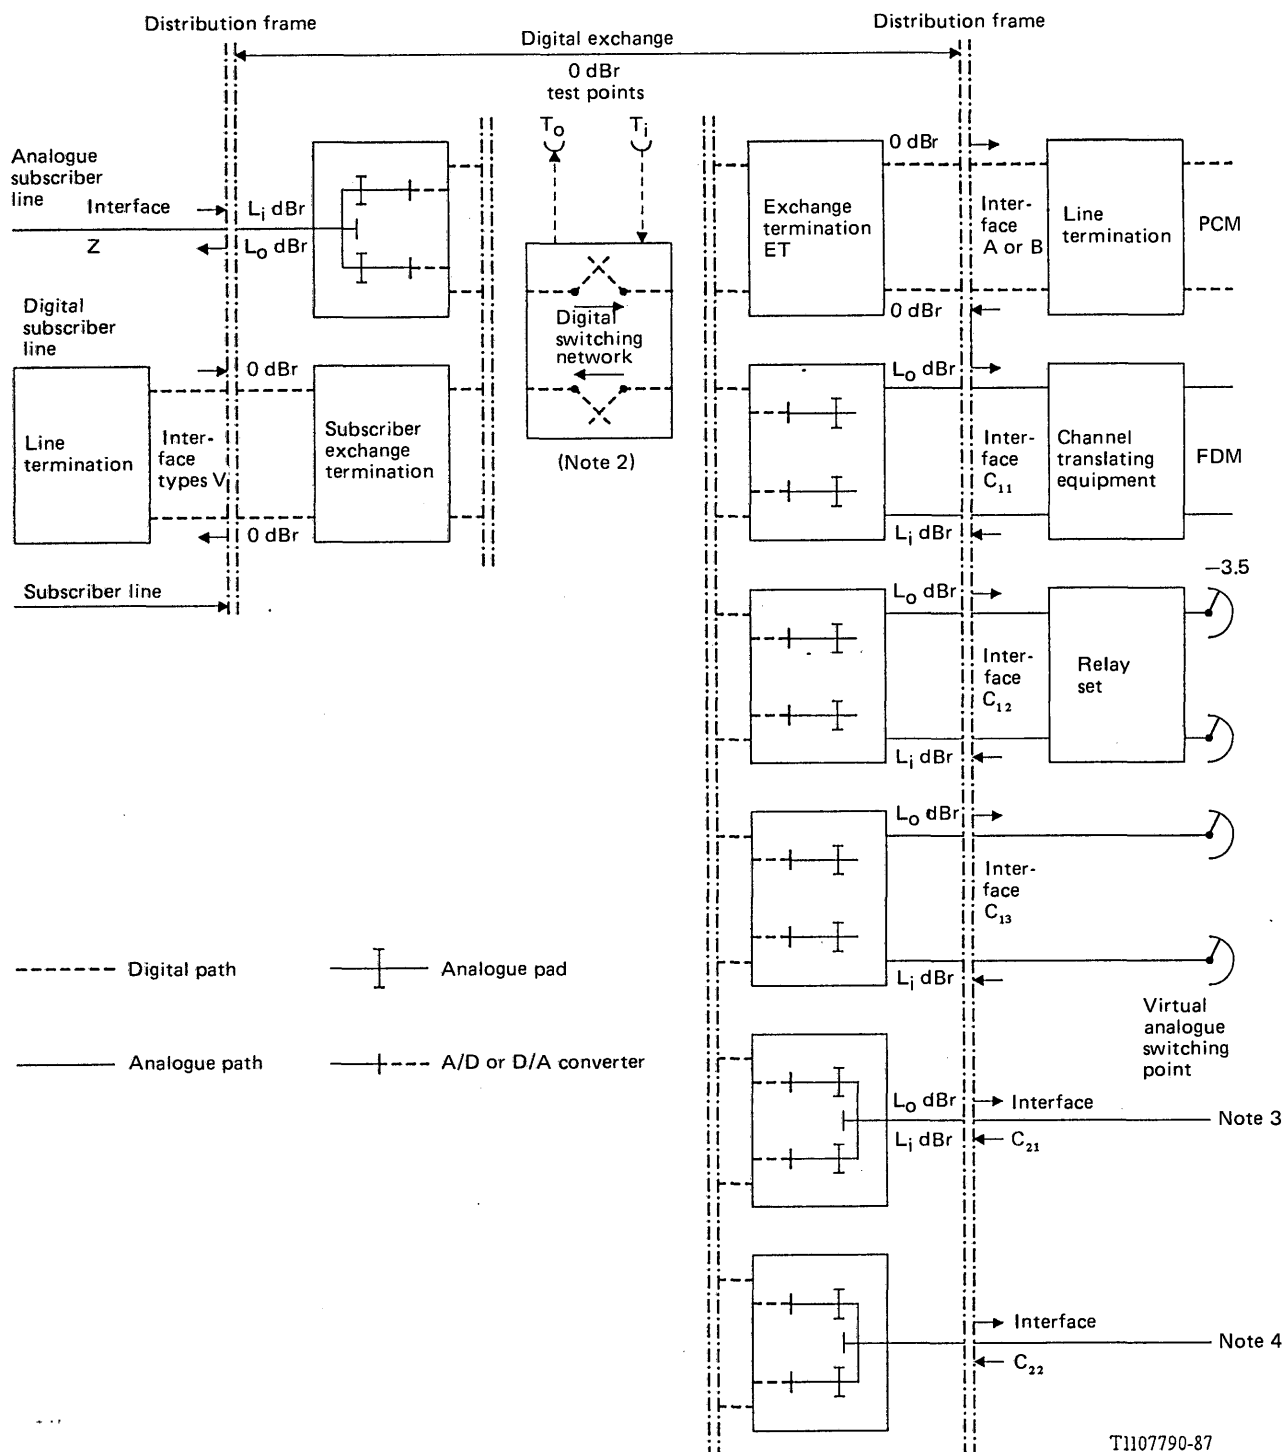 Distribution frame
Distribution frame
Digital exchange
0 dBr
test points
To
Ti
Analogue
subscriber
line
Interface
Z
Li dBr
Lo dBr
Digital
subscriber
line
0 dBr
Line
termination
Inter-
face
types V
Subscriber
exchange
termination
0 dBr
Subscriber line
Digital
switching
network
(Note 2)
0 dBr
Exchange
termination
ET
Inter-
face
A or B
Line
termination
PCM
0 dBr
Lo dBr
Inter-
face
C11
Channel
translating
equipment
FDM
Li dBr
–3.5
Lo dBr
Inter-
face
C12
Relay
set
Li dBr
Lo dBr
Inter-
face
C13
Li dBr
Virtual
analogue
switching
point
Digital path
Analogue pad
Analogue path
A/D or D/A converter
Lo dBr
Interface
Note 3
Li dBr
C21
Interface
Note 4
C22
T1107790-87